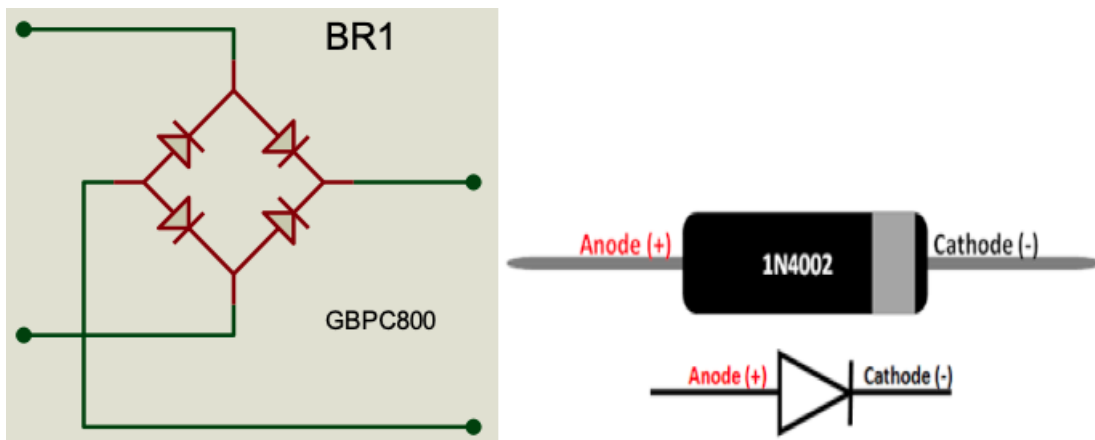 BR1
GBPC800
Anode (+)
1N4002
Cathode (-)
Anode (+)
Cathode (-)